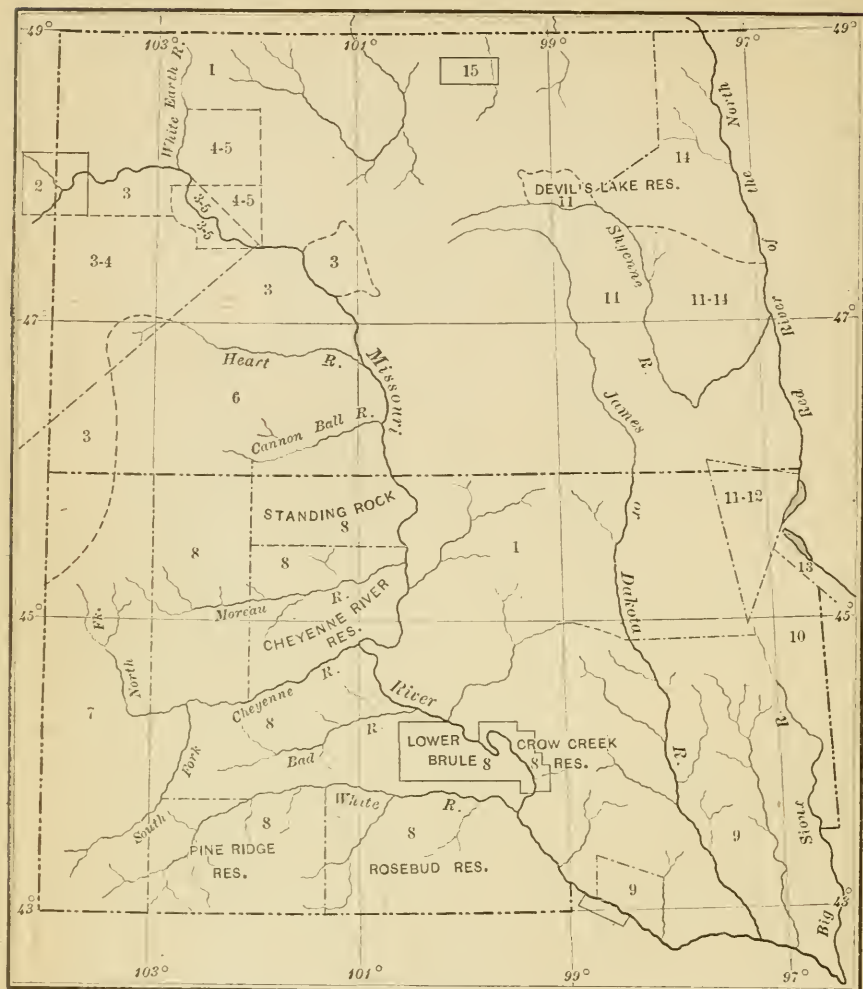 49° 103° 101° 99° 97° 49°
White Earth R.
1
15
North
the
of
River
Red
4-5
14
2
3
3-5
4-5
3-5
DEVIL'S LAKE RES.
11
Shyenne
R.
3-4
3
3
11
11-14
47° 47°
Heart R.
Missouri
6
3
Cannon Ball R.
James
or
Dakota
R.
STANDING ROCK
8
11-12
8
8
1
13
Moreau R.
45° 45°
CHEYENNE RIVER
RES.
10
North Fk.
7
Cheyenne R.
River
8
Bad R.
LOWER
BRULE 8
CROW CREEK
8 RES.
South Fork
White R.
8
8
PINE RIDGE
RES.
ROSEBUD RES.
9
9
Big
Sioux
R.
43° 43°
103° 101° 99° 97°